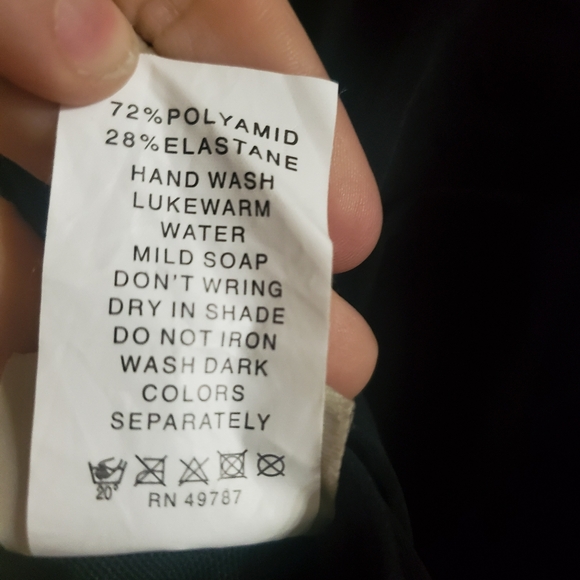 72%POLYAMID
28%ELASTANE
HAND WASH
LUKEWARM
WATER
MILD SOAP
DON'T WRING
DRY IN SHADE
DO NOT IRON
WASH DARK
COLORS
SEPARATELY
20°
RN 49787